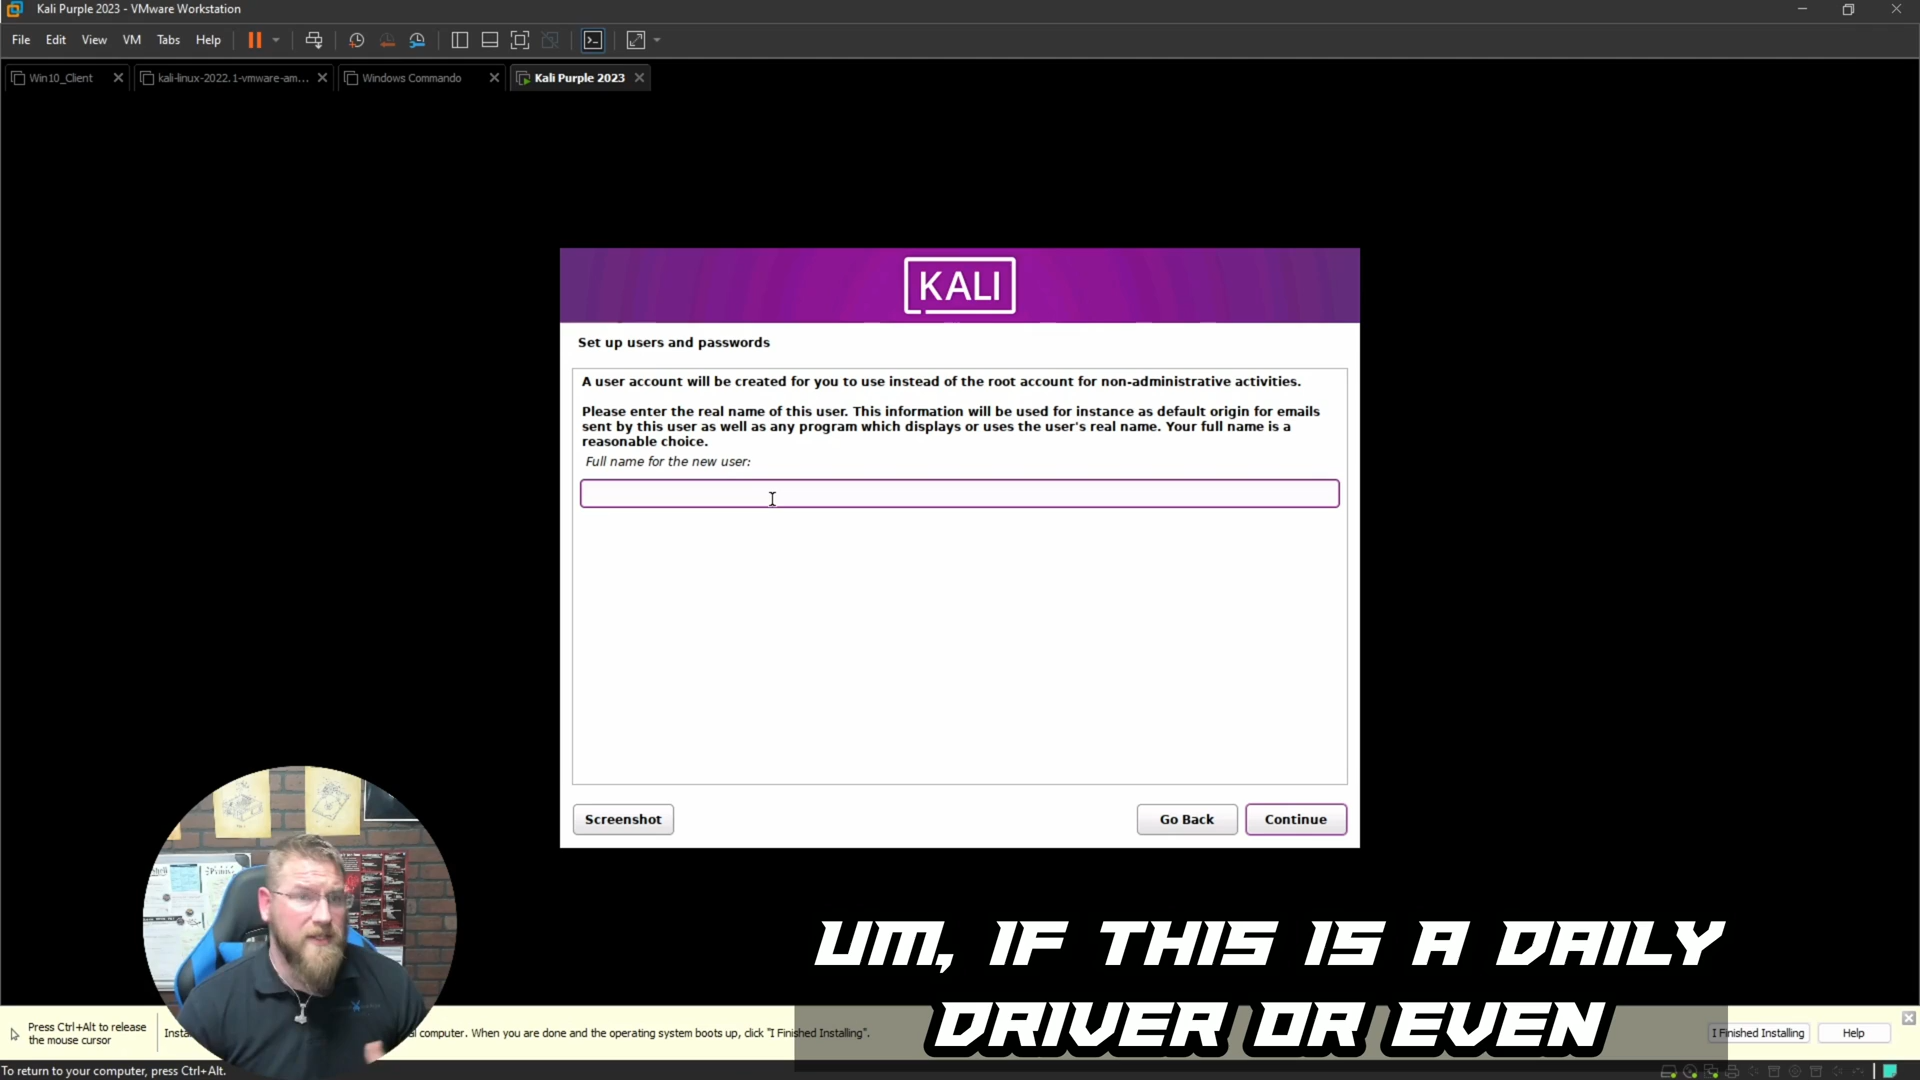 Kali Purple 2023 - VMware Workstation
File Edit View VM Tabs Help
Win10_Client
kali-linux-2022.1-vmware-am...
Windows Commando
Kali Purple 2023
KALI
Set up users and passwords
A user account will be created for you to use instead of the root account for non-administrative activities.
Please enter the real name of this user. This information will be used for instance as default origin for emails
sent by this user as well as any program which displays or uses the user's real name. Your full name is a
reasonable choice.
Full name for the new user:
Screenshot
Go Back
Continue
UM, IF THIS IS A DAILY
DRIVER OR EVEN
Press Ctrl+Alt to release
the mouse cursor
Insta
al computer. When you are done and the operating system boots up, click "I Finished Installing".
I Finished Installing
Help
To return to your computer, press Ctrl+Alt.